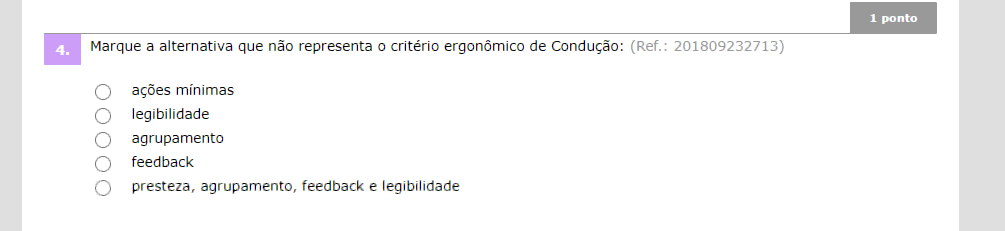 1 ponto
4. Marque a alternativa que não representa o critério ergonômico de Condução: (Ref.: 201809232713)
ações mínimas
legibilidade
agrupamento
feedback
presteza, agrupamento, feedback e legibilidade